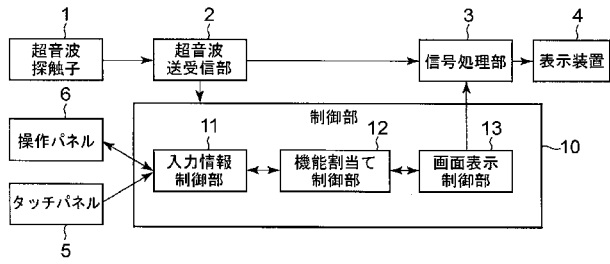 1
2
3
4
超音波
探触子
超音波
送受信部
信号処理部
表示装置
6
制御部
操作パネル
11
12
13
10
入力情報
制御部
機能割当て
制御部
画面表示
制御部
タッチパネル
5